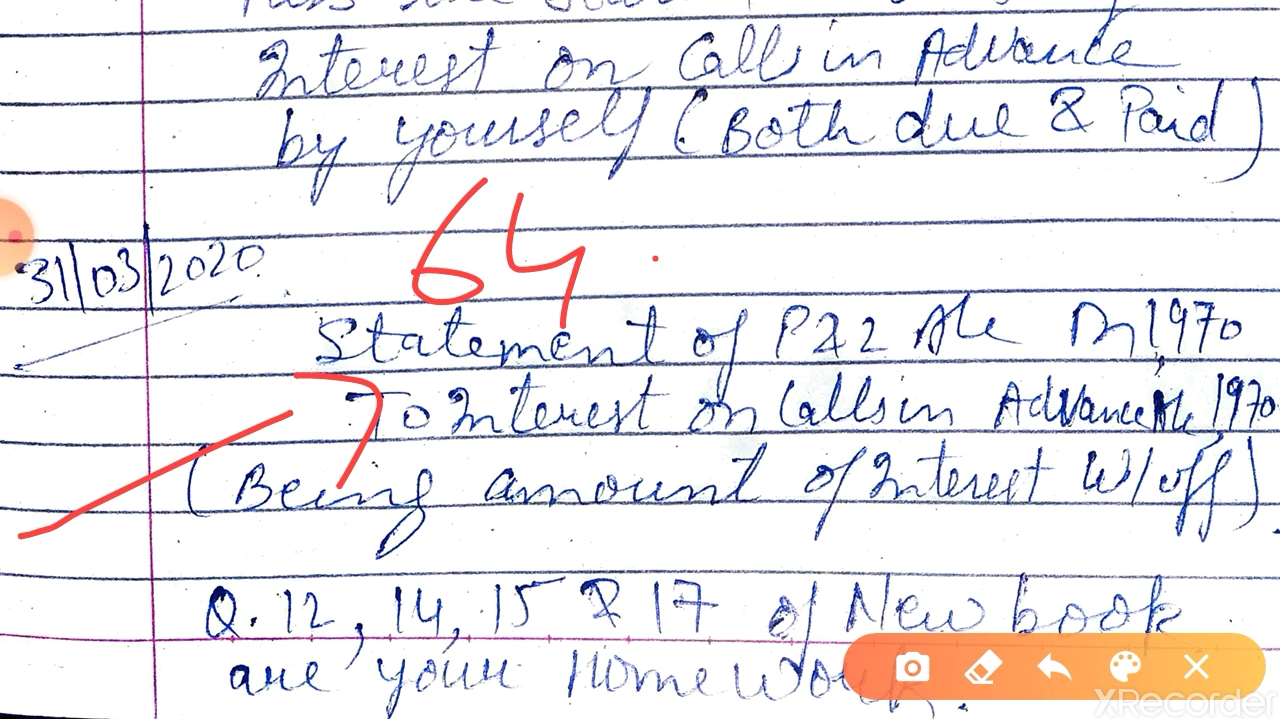 Interest on Calls in Advance
by yourself (Both due & Paid)
64
31/03/2020
Statement of P&L A/c Dr 1970
To Interest on Calls in Advance A/c 1970
(Being amount of Interest W/off).
Q. 12, 14, 15 & 17 of New book
are your Home Work.
XRecorder